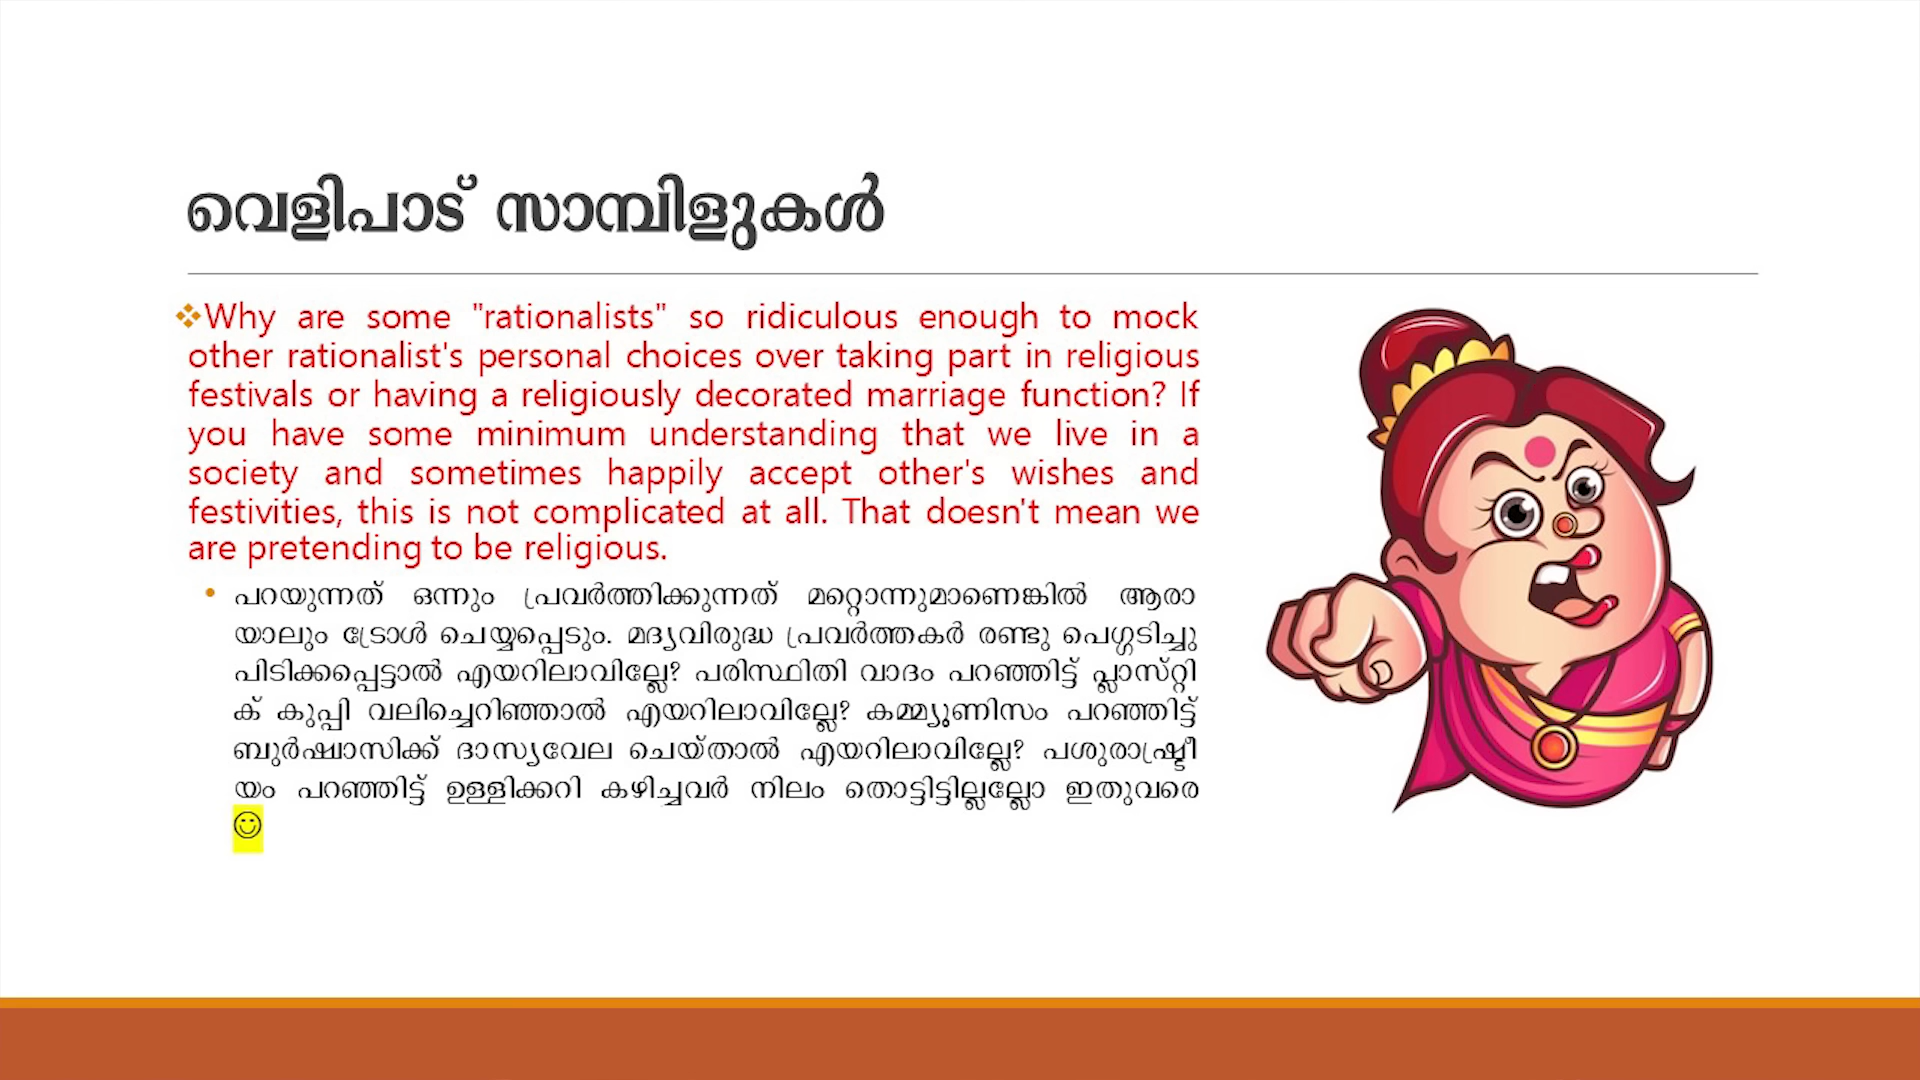 വെളിപാട് സാമ്പിളുകൾ
❖Why are some "rationalists" so ridiculous enough to mock
other rationalist's personal choices over taking part in religious
festivals or having a religiously decorated marriage function? If
you have some minimum understanding that we live in a
society and sometimes happily accept other's wishes and
festivities, this is not complicated at all. That doesn't mean we
are pretending to be religious.
• പറയുന്നത് ഒന്നും പ്രവർത്തിക്കുന്നത് മറ്റൊന്നുമാണെങ്കിൽ ആരാ
യാലും ട്രോൾ ചെയ്യപ്പെടും. മദ്യവിരുദ്ധ പ്രവർത്തകർ രണ്ടു പെഗ്ഗടിച്ചു
പിടിക്കപ്പെട്ടാൽ എയറിലാവില്ലേ? പരിസ്ഥിതി വാദം പറഞ്ഞിട്ട് പ്ലാസ്റ്റി
ക് കുപ്പി വലിച്ചെറിഞ്ഞാൽ എയറിലാവില്ലേ? കമ്മ്യൂണിസം പറഞ്ഞിട്ട്
ബൂർഷ്വാസിക്ക് ദാസ്യവേല ചെയ്താൽ എയറിലാവില്ലേ? പശുരാഷ്ട്രീ
യം പറഞ്ഞിട്ട് ഉള്ളിക്കറി കഴിച്ചവർ നിലം തൊട്ടിട്ടില്ലല്ലോ ഇതുവരെ
☺